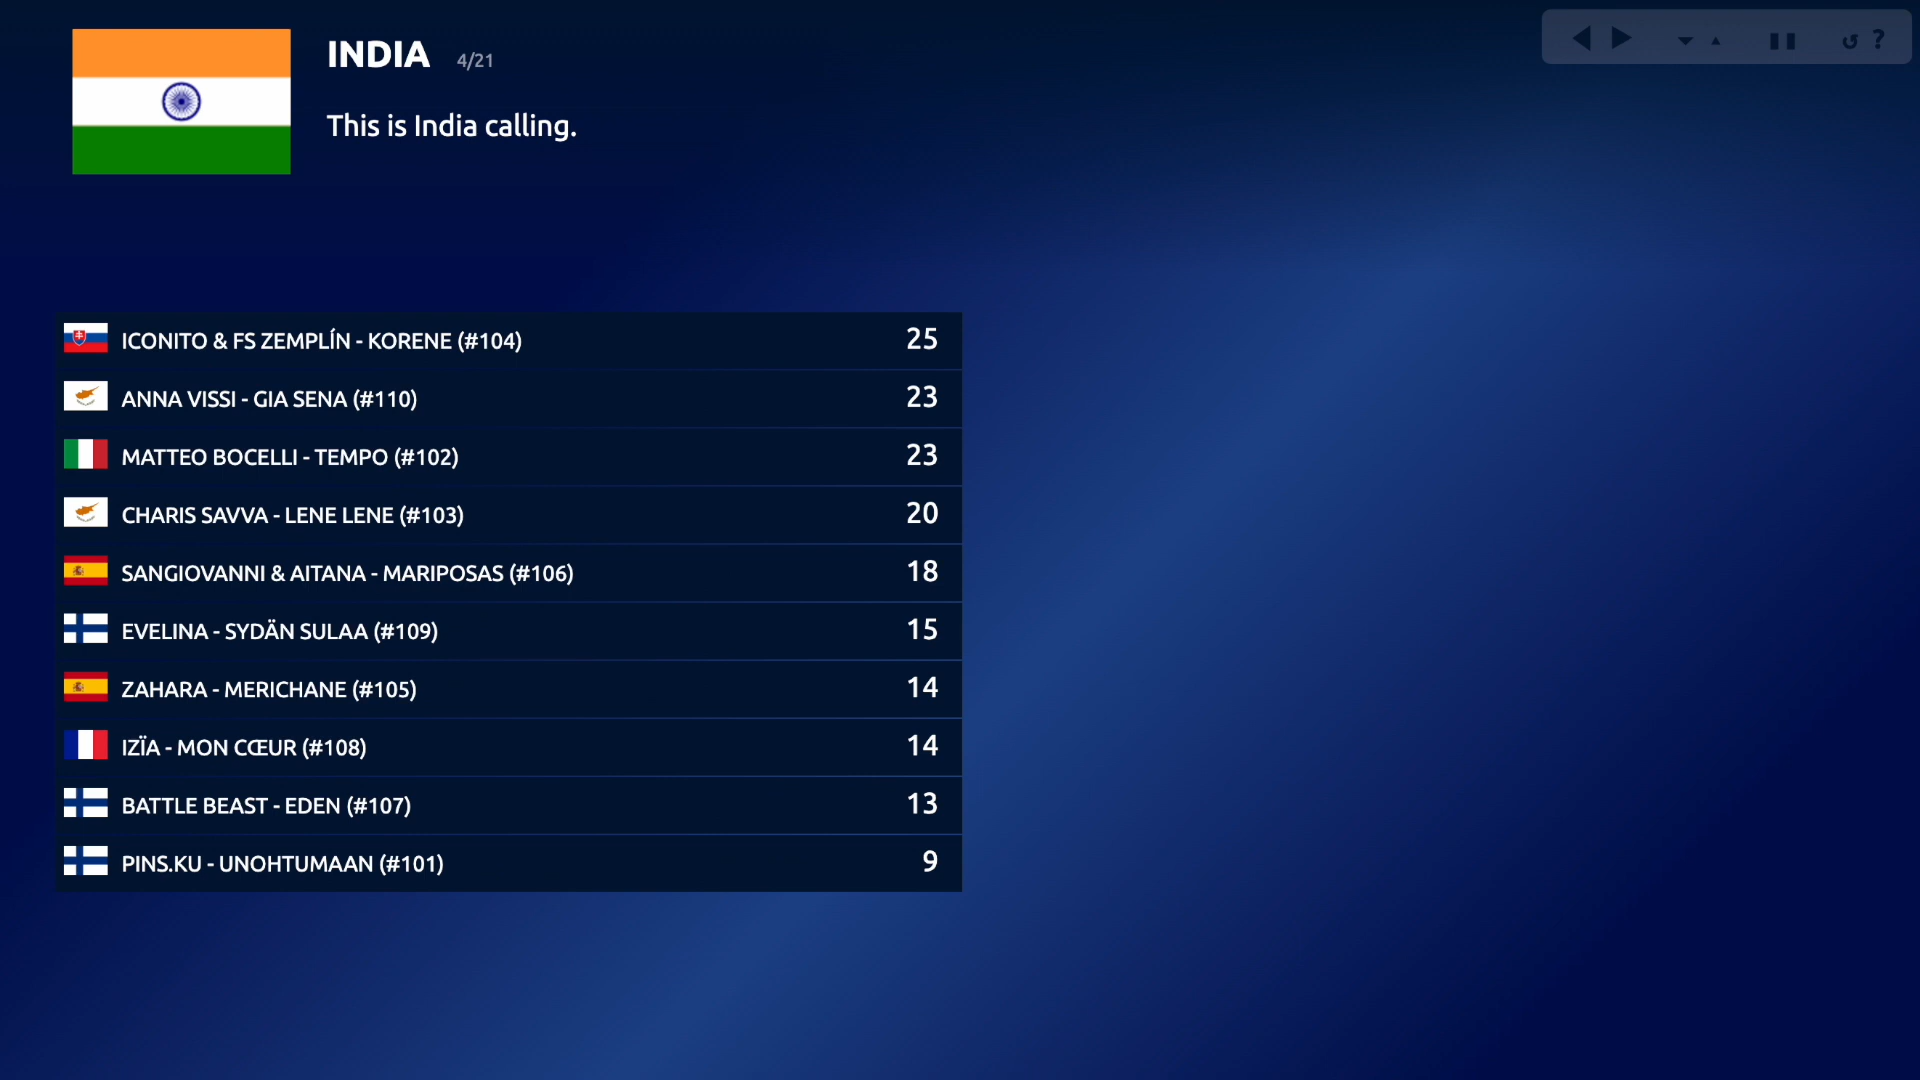 INDIA 4/21
This is India calling.
ICONITO & FS ZEMPLÍN - KORENE (#104) 25
ANNA VISSI - GIA SENA (#110) 23
MATTEO BOCELLI - TEMPO (#102) 23
CHARIS SAVVA - LENE LENE (#103) 20
SANGIOVANNI & AITANA - MARIPOSAS (#106) 18
EVELINA - SYDÄN SULAA (#109) 15
ZAHARA - MERICHANE (#105) 14
IZÏA - MON CŒUR (#108) 14
BATTLE BEAST - EDEN (#107) 13
PINS.KU - UNOHTUMAAN (#101) 9